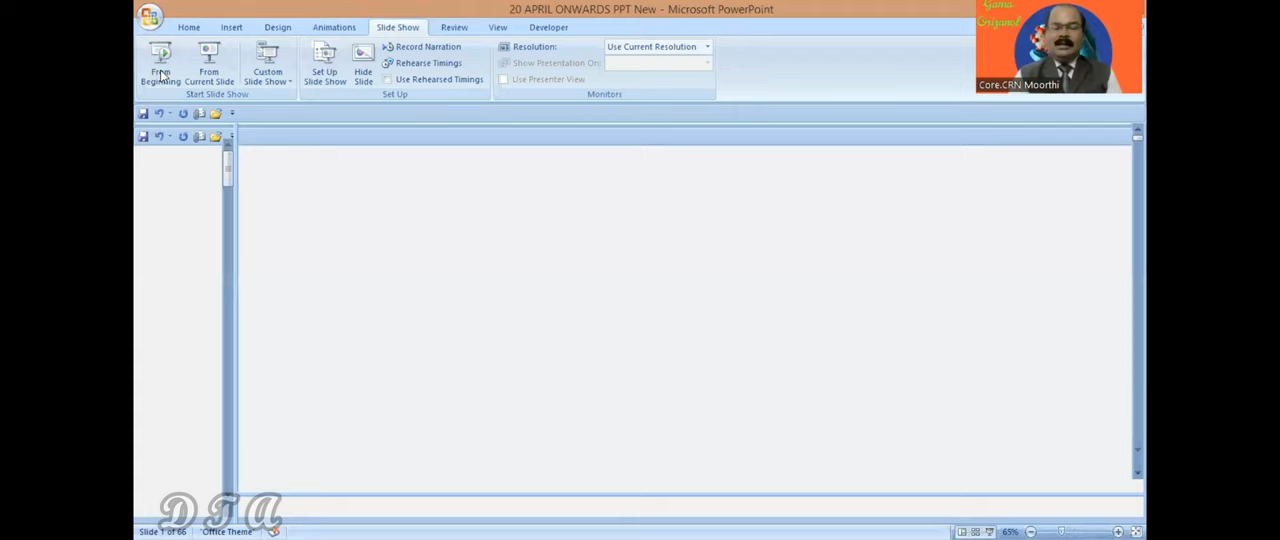 20 APRIL ONWARDS PPT New - Microsoft PowerPoint
Home Insert Design Animations Slide Show Review View Developer
From Beginning
From Current Slide
Custom Slide Show
Set Up Slide Show
Hide Slide
Record Narration
Rehearse Timings
Use Rehearsed Timings
Resolution: Use Current Resolution
Show Presentation On:
Use Presenter View
Start Slide Show Set Up Monitors
Gama
Orizanol
Core.CRN Moorthi
DTA
Slide 1 of 66 "Office Theme" 65%